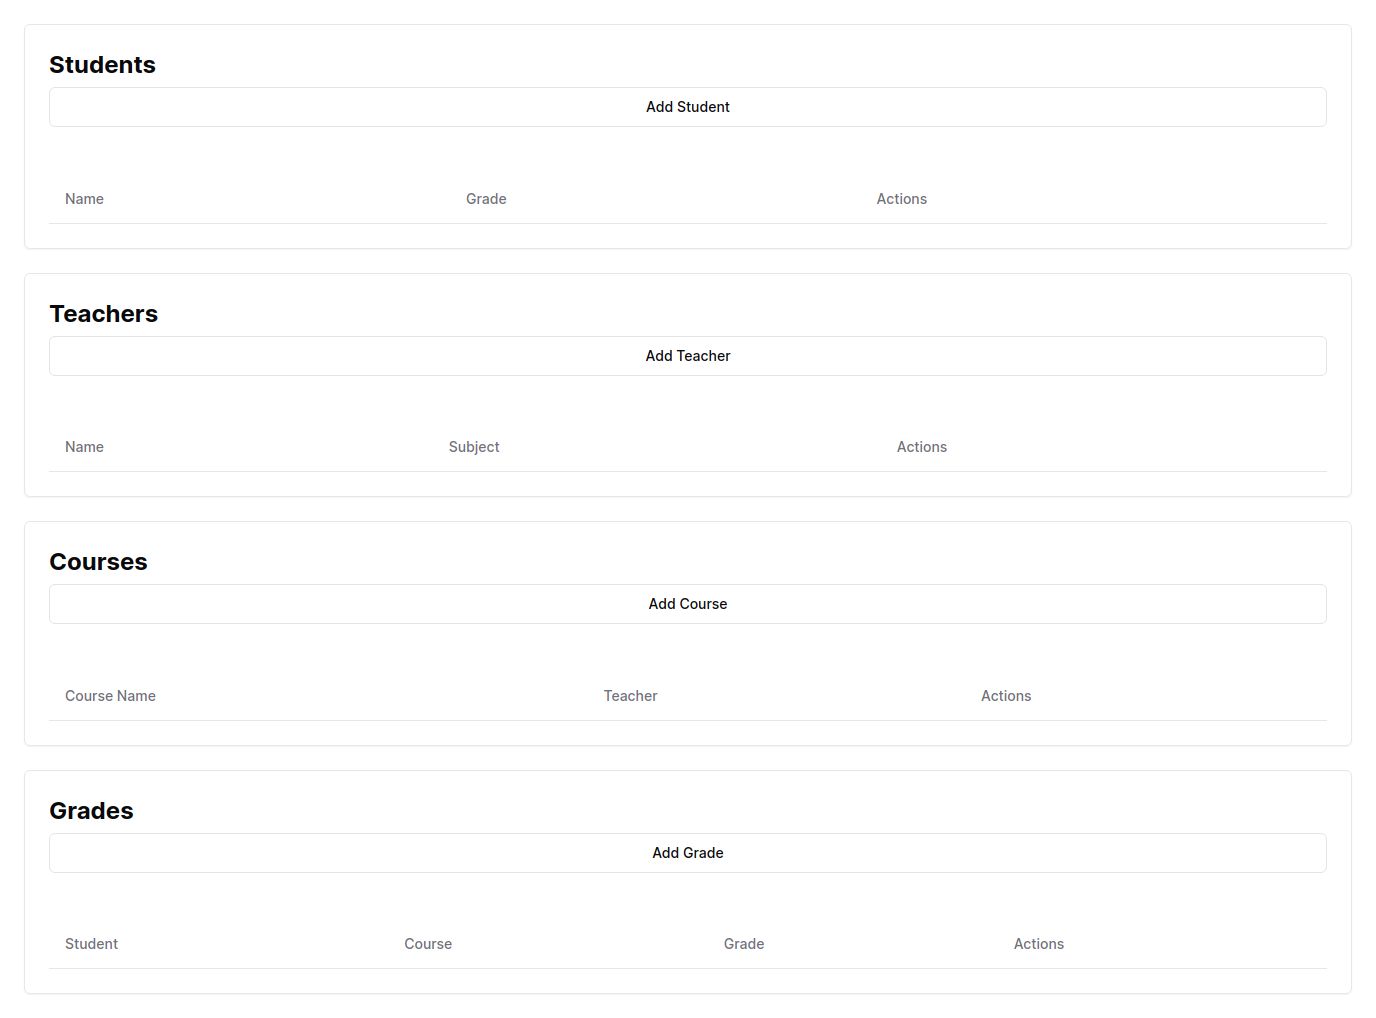 Students
Add Student
Name Grade Actions
Teachers
Add Teacher
Name Subject Actions
Courses
Add Course
Course Name Teacher Actions
Grades
Add Grade
Student Course Grade Actions